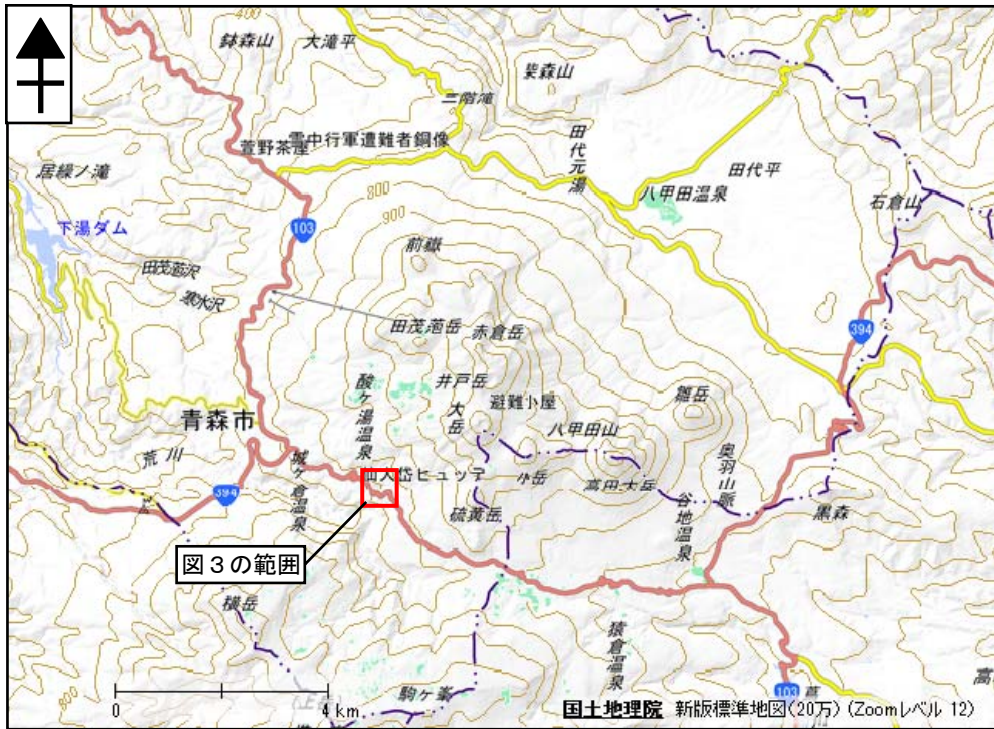 400
鉢森山
大滝平
柴森山
二階滝
雪中行軍遭難者銅像
萱野茶屋
田代元湯
田代平
居繰ノ滝
八甲田温泉
石倉山
800
900
下湯ダム
103
前嶽
田茂萢沢
寒水沢
田茂萢岳
赤倉岳
394
酸ヶ湯温泉
井戸岳
大岳
避難小屋
雛岳
青森市
八甲田山
荒川
城ヶ倉温泉
仙人岱ヒュッテ
小岳
高田大岳
奥羽山脈
394
硫黄岳
谷地温泉
黒森
図3の範囲
横岳
猿倉温泉
800
駒ヶ峯
103
0
4 km
国土地理院 新版標準地図(20万) (Zoomレベル 12)